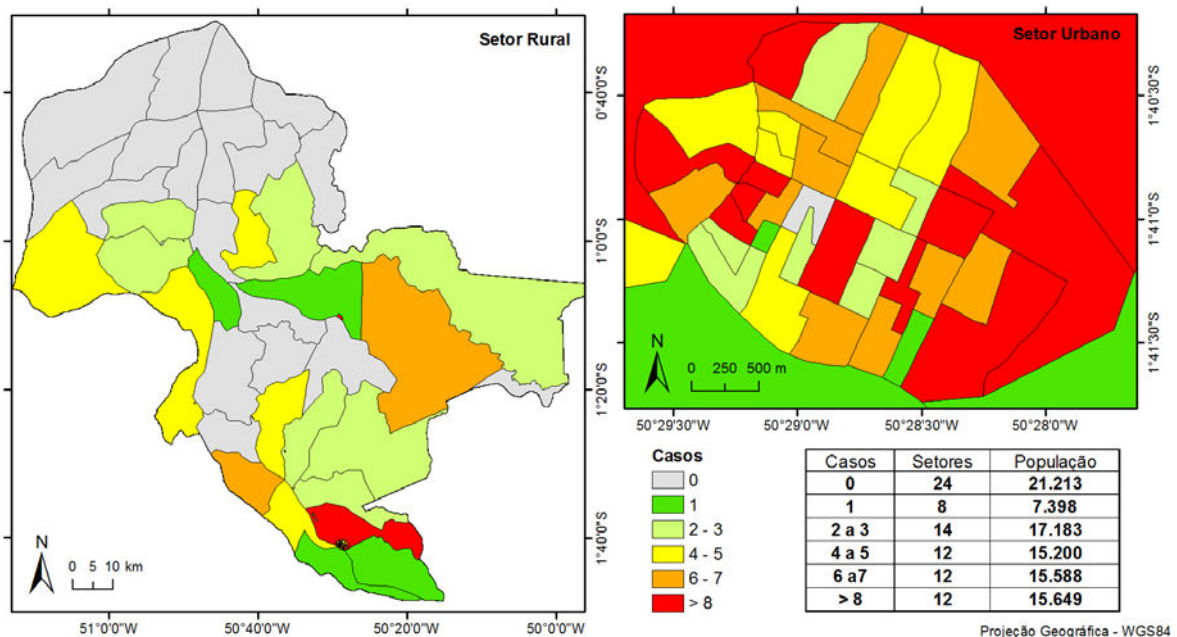 Setor Rural
0°40'0"S
1°0'0"S
1°20'0"S
1°40'0"S
N
0 5 10 km
51°0'0"W 50°40'0"W 50°20'0"W 50°0'0"W
Setor Urbano
1°40'30"S
1°41'0"S
1°41'30"S
N
0 250 500 m
50°29'30"W 50°29'0"W 50°28'30"W 50°28'0"W
Casos
0
1
2 - 3
4 - 5
6 - 7
> 8
Casos Setores População
0 24 21.213
1 8 7.398
2 a 3 14 17.183
4 a 5 12 15.200
6 a7 12 15.588
> 8 12 15.649
Projeção Geográfica - WGS84